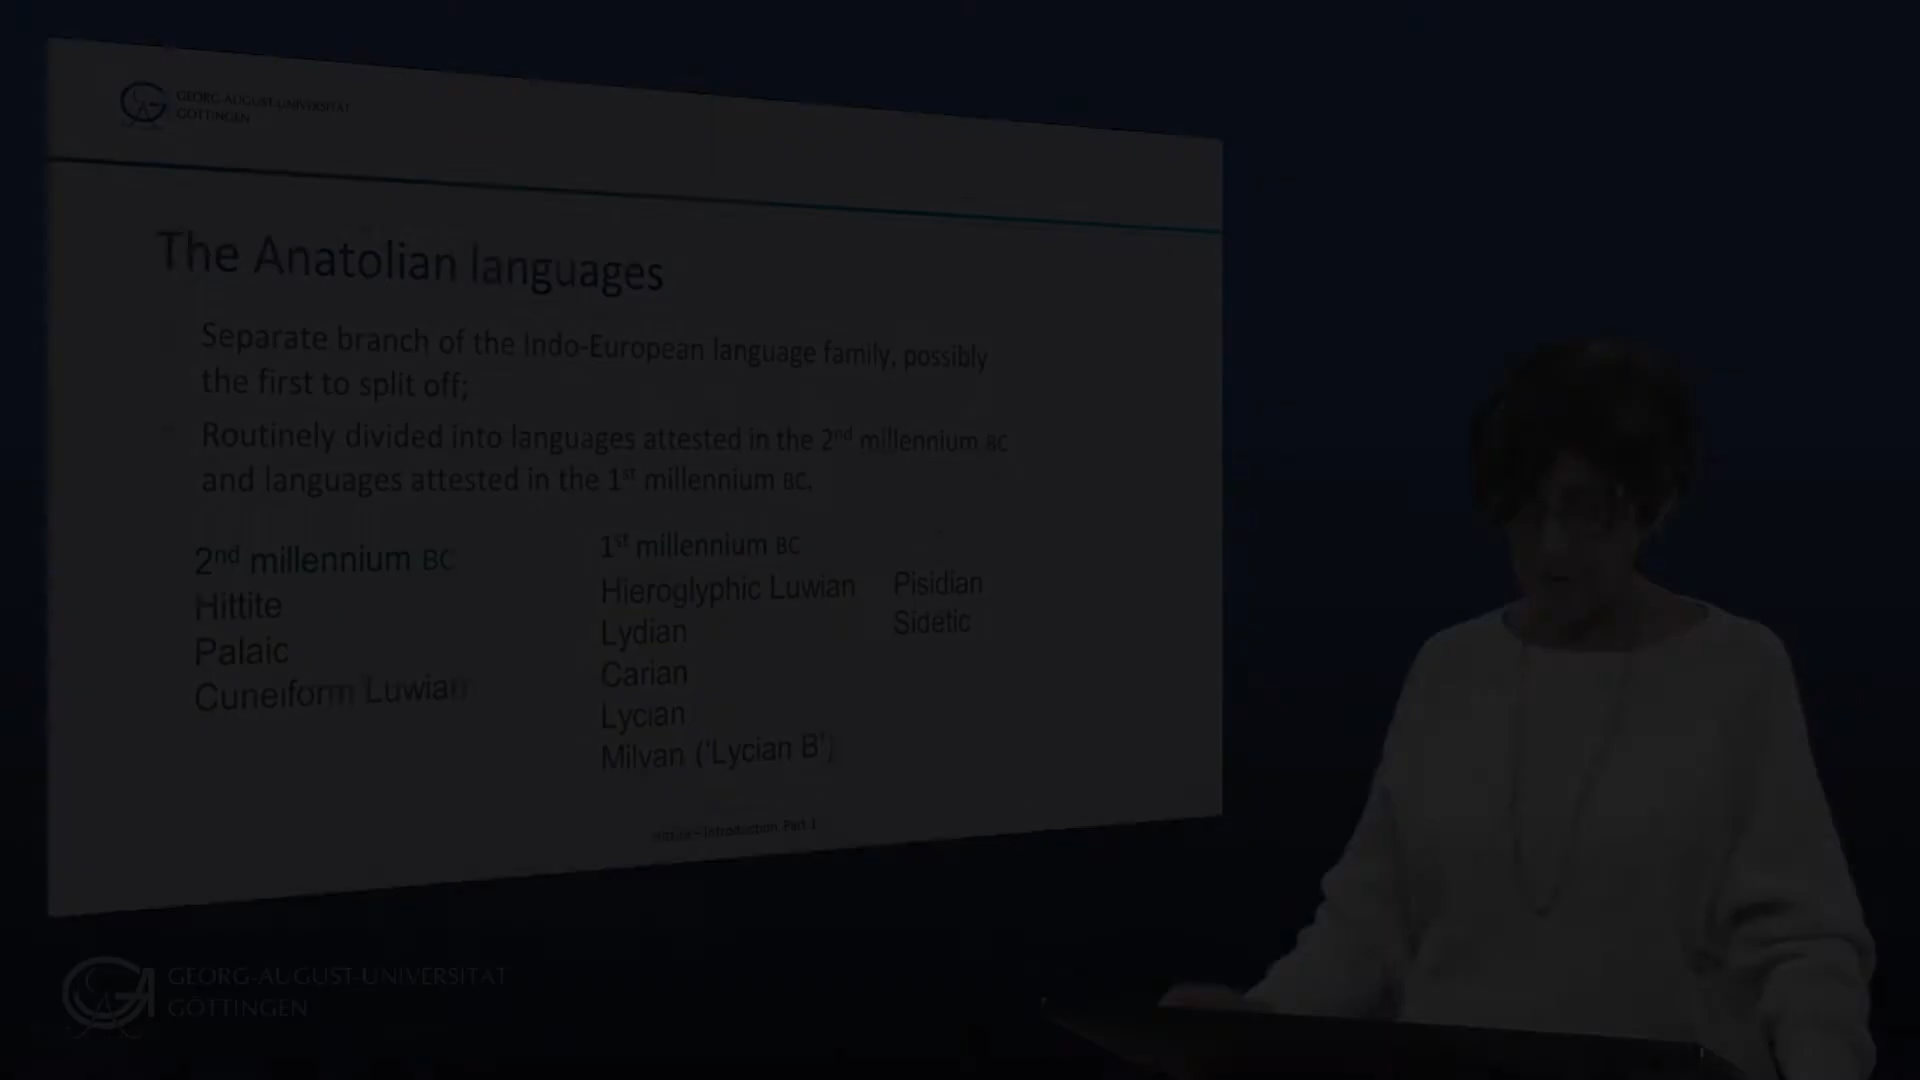 GEORG-AUGUST-UNIVERSITÄT
GÖTTINGEN
The Anatolian languages
Separate branch of the Indo-European language family, possibly
the first to split off;
Routinely divided into languages attested in the 2nd millennium BC
and languages attested in the 1st millennium BC.
2nd millennium BC
Hittite
Palaic
Cuneiform Luwian
1st millennium BC
Hieroglyphic Luwian
Lydian
Carian
Lycian
Milyan ('Lycian B')
Pisidian
Sidetic
– Introduction. Part 1
GEORG-AUGUST-UNIVERSITÄT
GÖTTINGEN